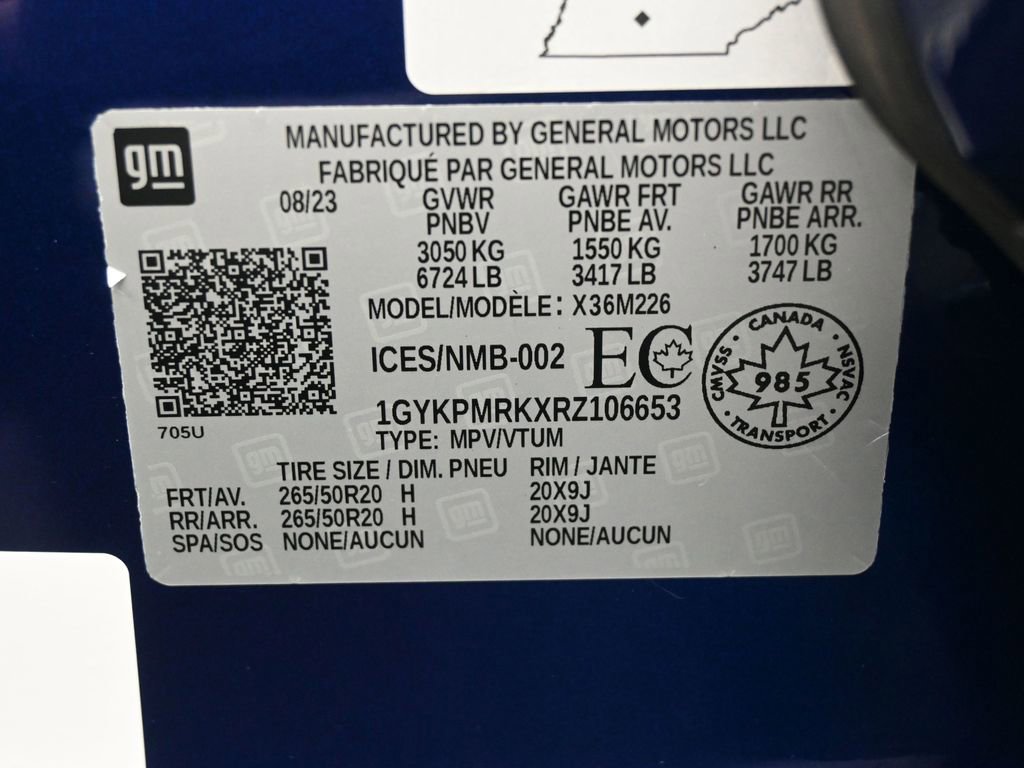 gm
MANUFACTURED BY GENERAL MOTORS LLC
FABRIQUÉ PAR GENERAL MOTORS LLC
08/23 GVWR GAWR FRT GAWR RR
PNBV PNBE AV. PNBE ARR.
3050 KG 1550 KG 1700 KG
6724 LB 3417 LB 3747 LB
MODEL/MODÈLE: X36M226
ICES/NMB-002 EC
CANADA
CMVSS · NSVAC
985
TRANSPORT
1GYKPMRKXRZ106653
705U
TYPE: MPV/VTUM
TIRE SIZE / DIM. PNEU RIM / JANTE
FRT/AV. 265/50R20 H 20X9J
RR/ARR. 265/50R20 H 20X9J
SPA/SOS NONE/AUCUN NONE/AUCUN